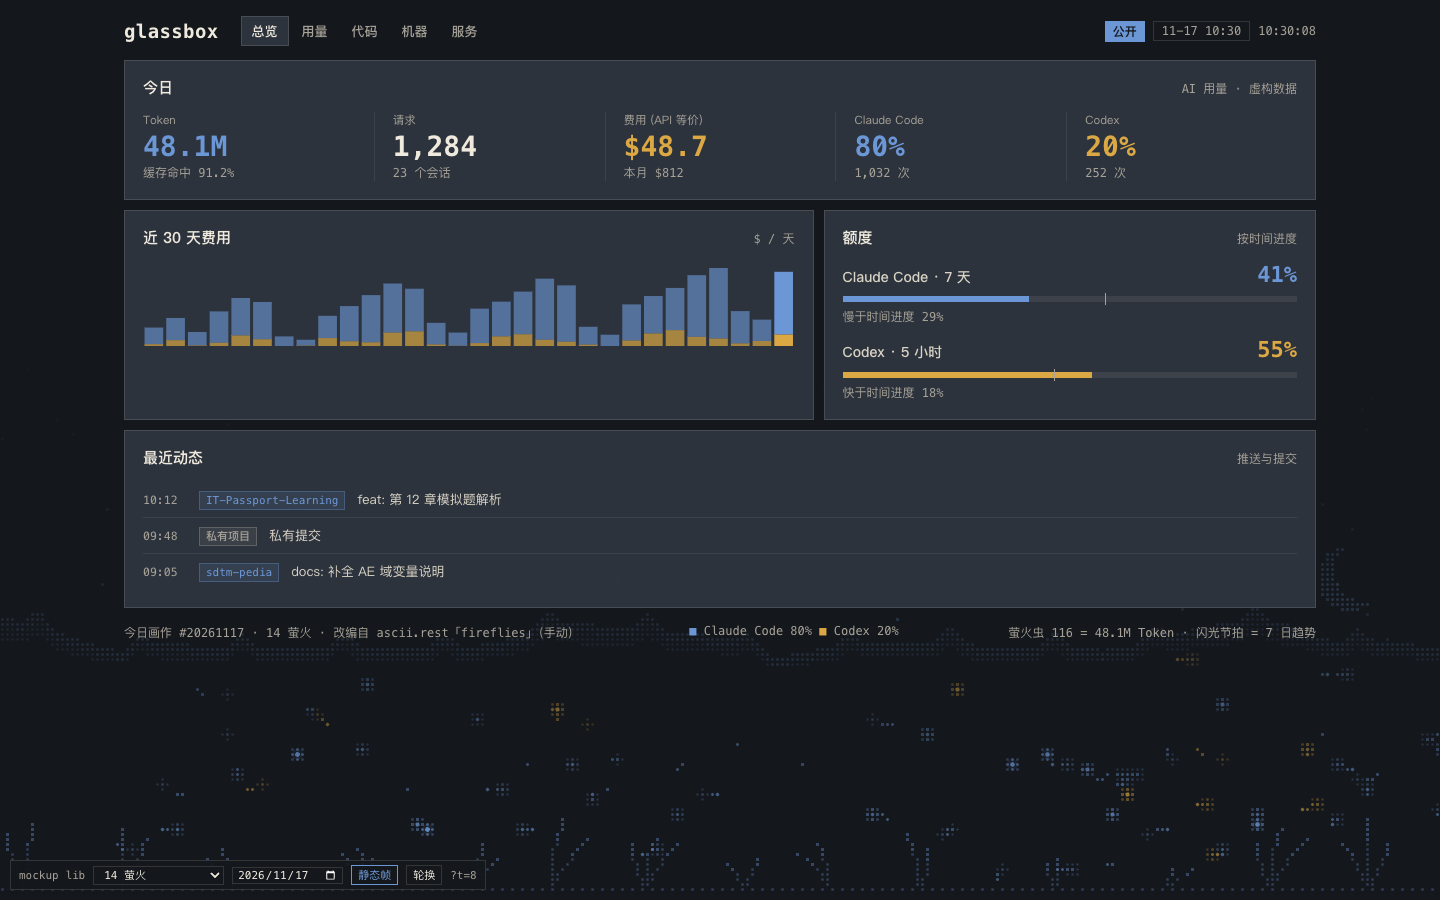 glassbox 总览 用量 代码 机器 服务 公开 11-17 10:30 10:30:08
今日 AI 用量 · 虚构数据
Token 请求 费用 (API 等价) Claude Code Codex
48.1M 1,284 $48.7 80% 20%
缓存命中 91.2% 23 个会话 本月 $812 1,032 次 252 次
近 30 天费用 $ / 天
额度 按时间进度
Claude Code · 7 天 41%
慢于时间进度 29%
Codex · 5 小时 55%
快于时间进度 18%
最近动态 推送与提交
10:12 IT-Passport-Learning feat: 第 12 章模拟题解析
09:48 私有项目 私有提交
09:05 sdtm-pedia docs: 补全 AE 域变量说明
今日画作 #20261117 · 14 萤火 · 改编自 ascii.rest「fireflies」(手动) Claude Code 80% Codex 20% 萤火虫 116 = 48.1M Token · 闪光节拍 = 7 日趋势
mockup lib 14 萤火 2026/11/17 静态帧 轮换 ?t=8